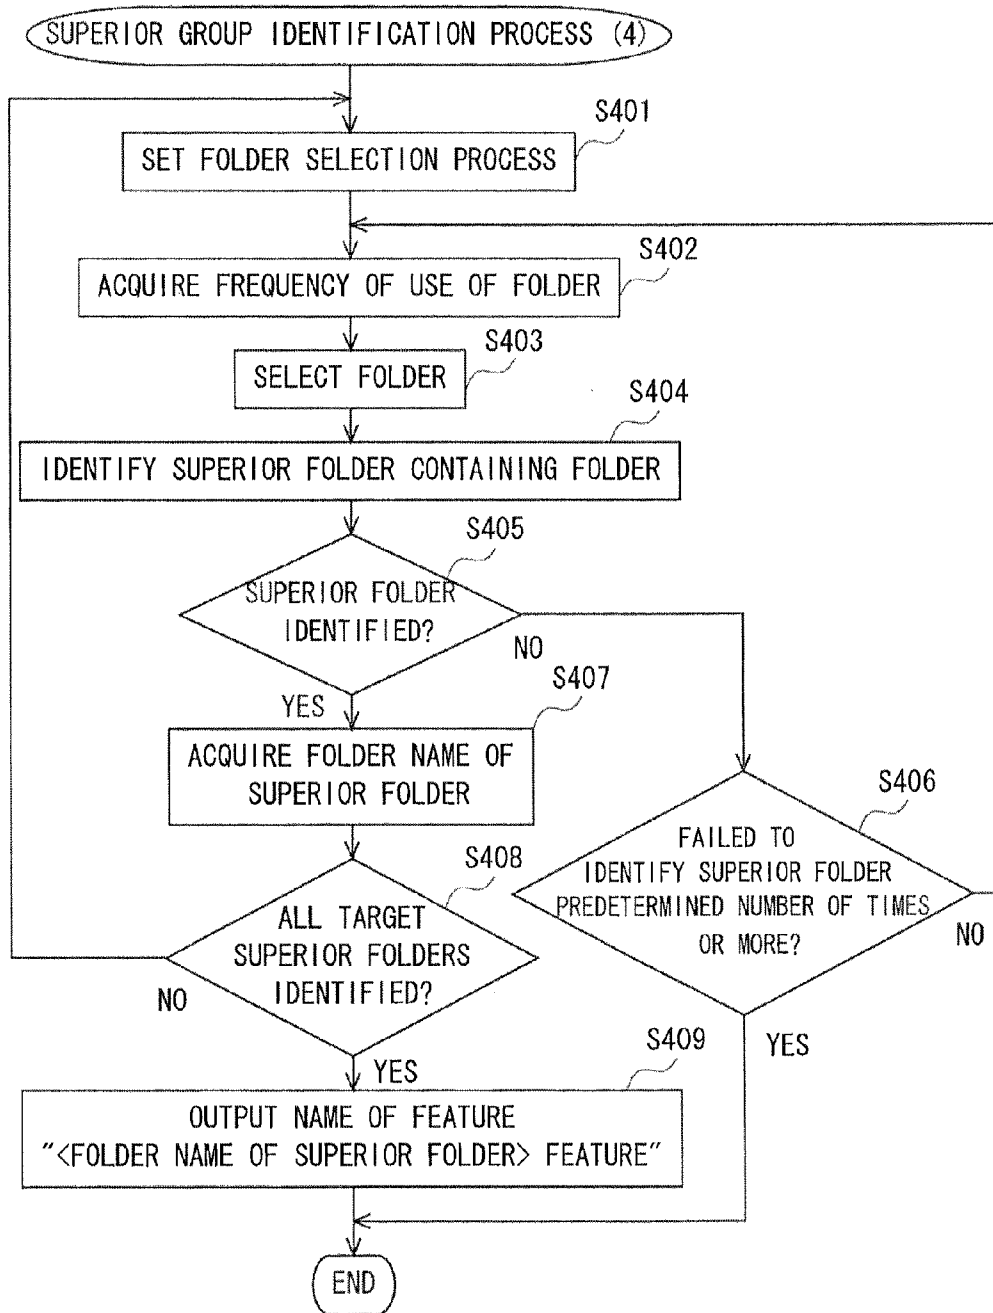 SUPERIOR GROUP IDENTIFICATION PROCESS (4)
S401
SET FOLDER SELECTION PROCESS
S402
ACQUIRE FREQUENCY OF USE OF FOLDER
S403
SELECT FOLDER
S404
IDENTIFY SUPERIOR FOLDER CONTAINING FOLDER
S405
SUPERIOR FOLDER
IDENTIFIED?
NO
YES
S407
ACQUIRE FOLDER NAME OF
SUPERIOR FOLDER
S406
FAILED TO
IDENTIFY SUPERIOR FOLDER
PREDETERMINED NUMBER OF TIMES
OR MORE?
NO
YES
S408
ALL TARGET
SUPERIOR FOLDERS
IDENTIFIED?
NO
YES
S409
OUTPUT NAME OF FEATURE
"<FOLDER NAME OF SUPERIOR FOLDER> FEATURE"
END